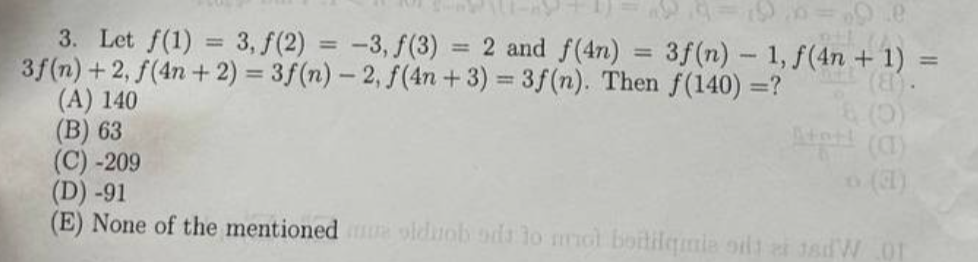 3. Let f(1) = 3, f(2) = −3, f(3) = 2 and f(4n) = 3f(n) − 1, f(4n + 1) =
3f(n) + 2, f(4n + 2) = 3f(n) − 2, f(4n + 3) = 3f(n). Then f(140) =?
(A) 140
(B) 63
(C) -209
(D) -91
(E) None of the mentioned